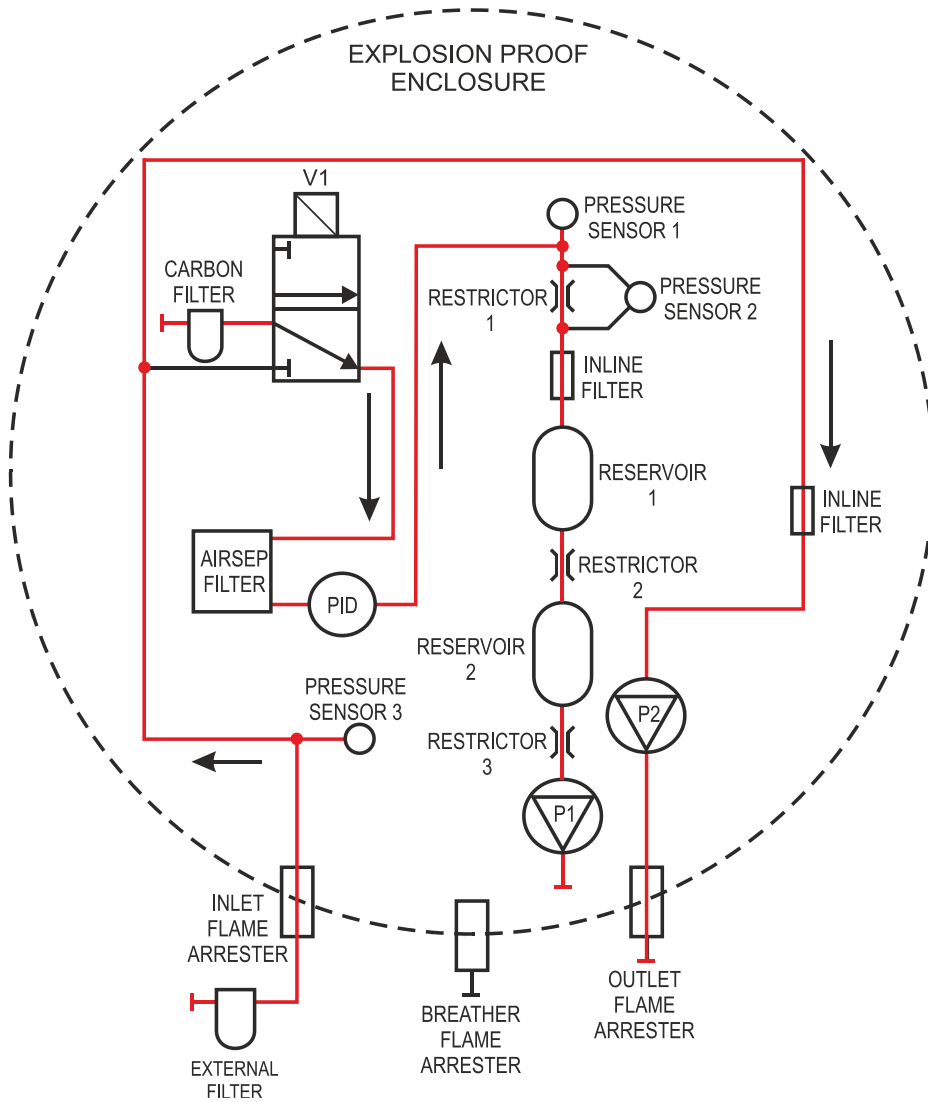 EXPLOSION PROOF
ENCLOSURE
V1
CARBON
FILTER
PRESSURE
SENSOR 1
RESTRICTOR
1
PRESSURE
SENSOR 2
INLINE
FILTER
RESERVOIR
1
INLINE
FILTER
AIRSEP
FILTER
PID
RESTRICTOR
2
RESERVOIR
2
PRESSURE
SENSOR 3
RESTRICTOR
3
P2
P1
INLET
FLAME
ARRESTER
BREATHER
FLAME
ARRESTER
OUTLET
FLAME
ARRESTER
EXTERNAL
FILTER